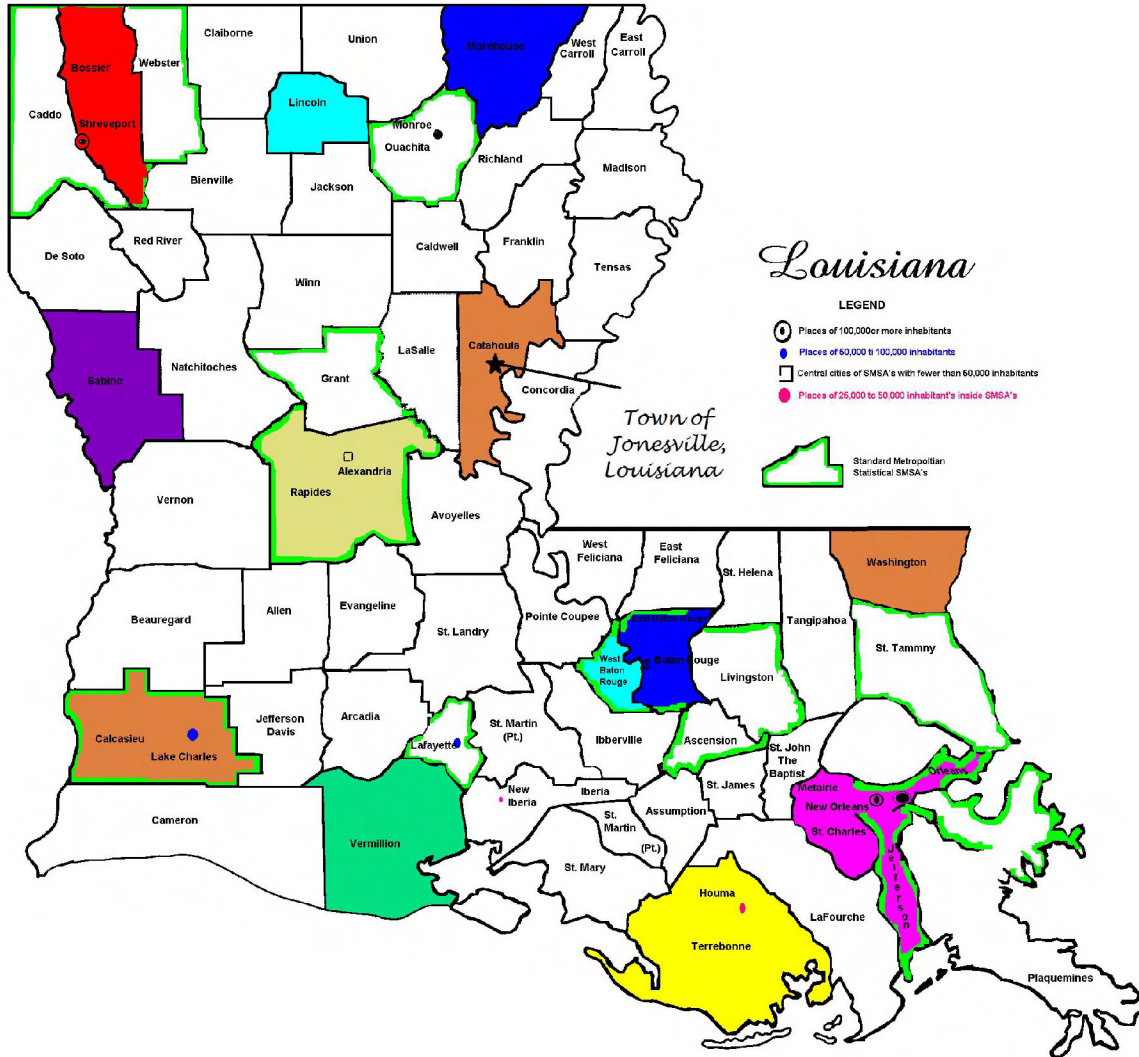 Claiborne
Union
Morehouse
West
Carroll
East
Carroll
Webster
Bossier
Caddo
Shreveport
Lincoln
Monroe
Ouachita
Richland
Madison
Bienville
Jackson
De Soto
Red River
Caldwell
Franklin
Tensas
Winn
Natchitoches
Sabine
Grant
LaSalle
Catahoula
Concordia
Louisiana
LEGEND
Places of 100,000or more inhabitants
Places of 50,000 ti 100,000 inhabitants
Central cities of SMSA's with fewer than 50,000 inhabitants
Places of 25,000 to 50,000 inhabitant's inside SMSA's
Standard Metropoltian
Statistical SMSA's
Town of
Jonesville,
Louisiana
Alexandria
Rapides
Vernon
Avoyelles
West
Feliciana
East
Feliciana
St. Helena
Washington
Beauregard
Allen
Evangeline
St. Landry
Pointe Coupee
East Baton Rouge
Baton Rouge
West
Baton
Rouge
Livingston
Tangipahoa
St. Tammny
Calcasieu
Lake Charles
Jefferson
Davis
Arcadia
Lafayette
St. Martin
(Pt.)
Ibberville
Ascension
St. John
The
Baptist
St. James
Metairie
New Orleans
Orleans
St. Charles
Jefferson
Cameron
Vermillion
New
Iberia
Iberia
St.
Martin
(Pt.)
Assumption
St. Mary
Houma
Terrebonne
LaFourche
Plaquemines